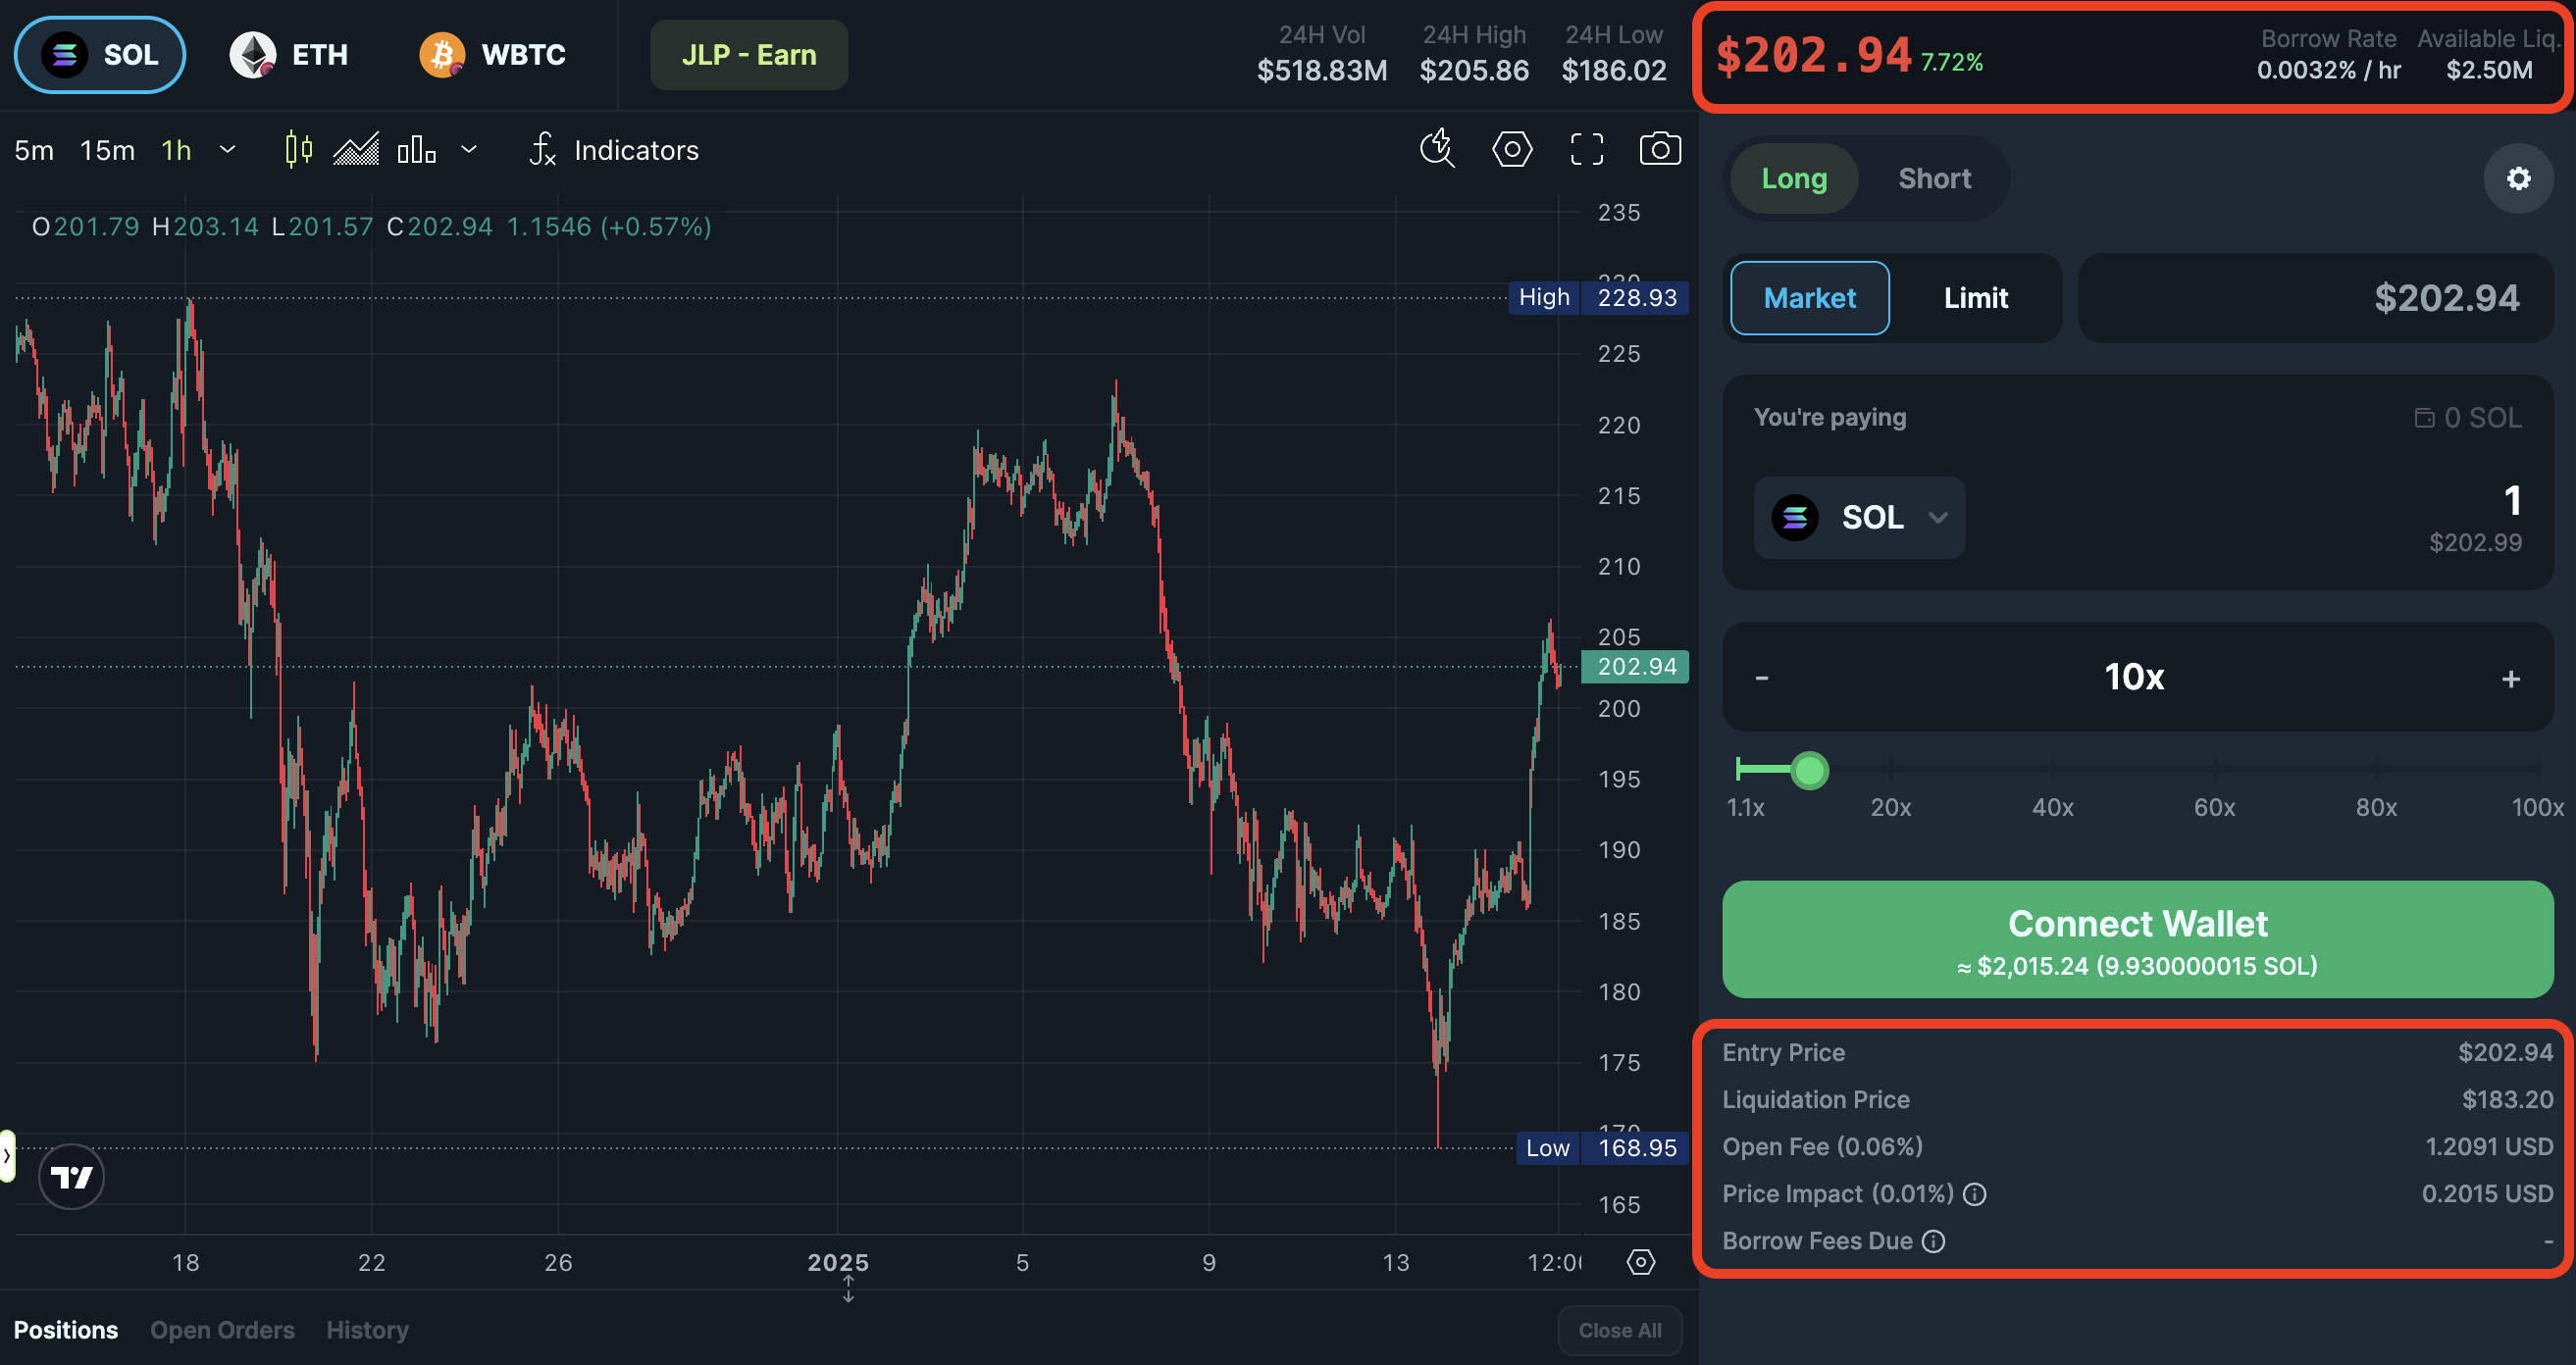 SOL ETH WBTC JLP - Earn
24H Vol 24H High 24H Low
$518.83M $205.86 $186.02
$202.94 7.72%
Borrow Rate Available Liq.
0.0032% / hr $2.50M
5m 15m 1h Indicators
O201.79 H203.14 L201.57 C202.94 1.1546 (+0.57%)
235
High 228.93
225
220
215
210
205
202.94
200
195
190
185
180
175
Low 168.95
165
18 22 26 2025 5 9 13
Positions Open Orders History Close All
Long Short
Market Limit $202.94
You're paying 0 SOL
SOL 1
$202.99
- 10x +
1.1x 20x 40x 60x 80x 100x
Connect Wallet
≈ $2,015.24 (9.930000015 SOL)
Entry Price $202.94
Liquidation Price $183.20
Open Fee (0.06%) 1.2091 USD
Price Impact (0.01%) 0.2015 USD
Borrow Fees Due -